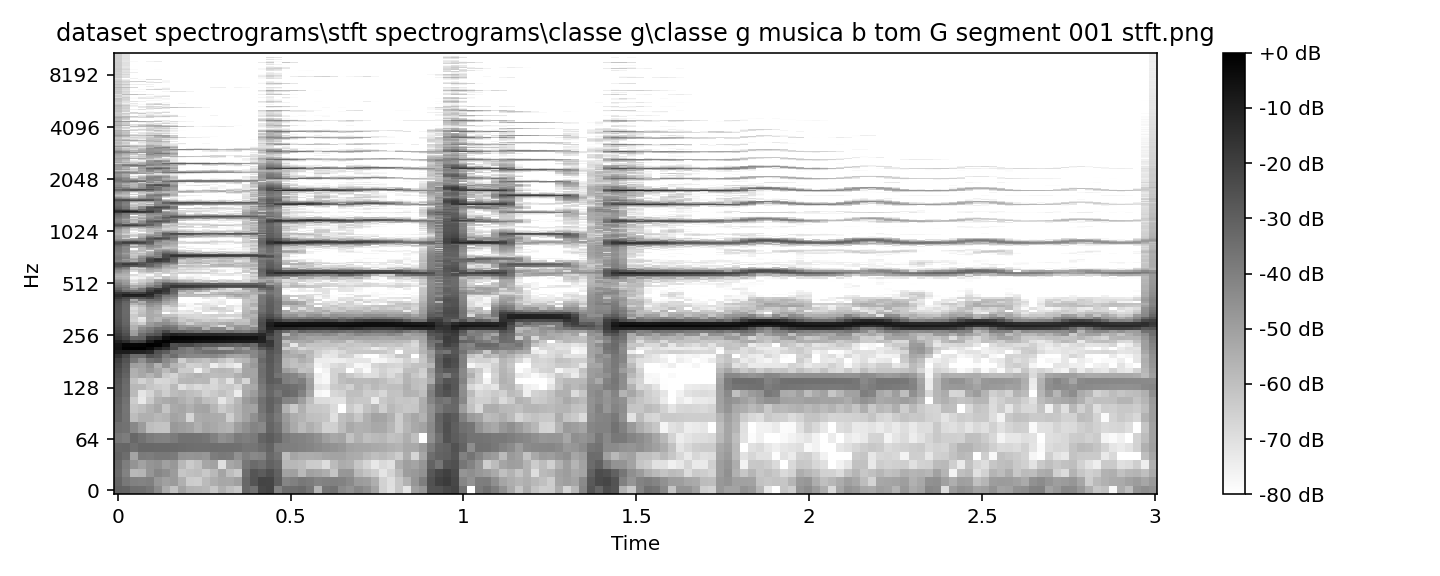 dataset spectrograms\stft spectrograms\classe g\classe g musica b tom G segment 001 stft.png
8192
4096
2048
1024
512
256
128
64
0
Hz
0
0.5
1
1.5
2
2.5
3
Time
+0 dB
-10 dB
-20 dB
-30 dB
-40 dB
-50 dB
-60 dB
-70 dB
-80 dB